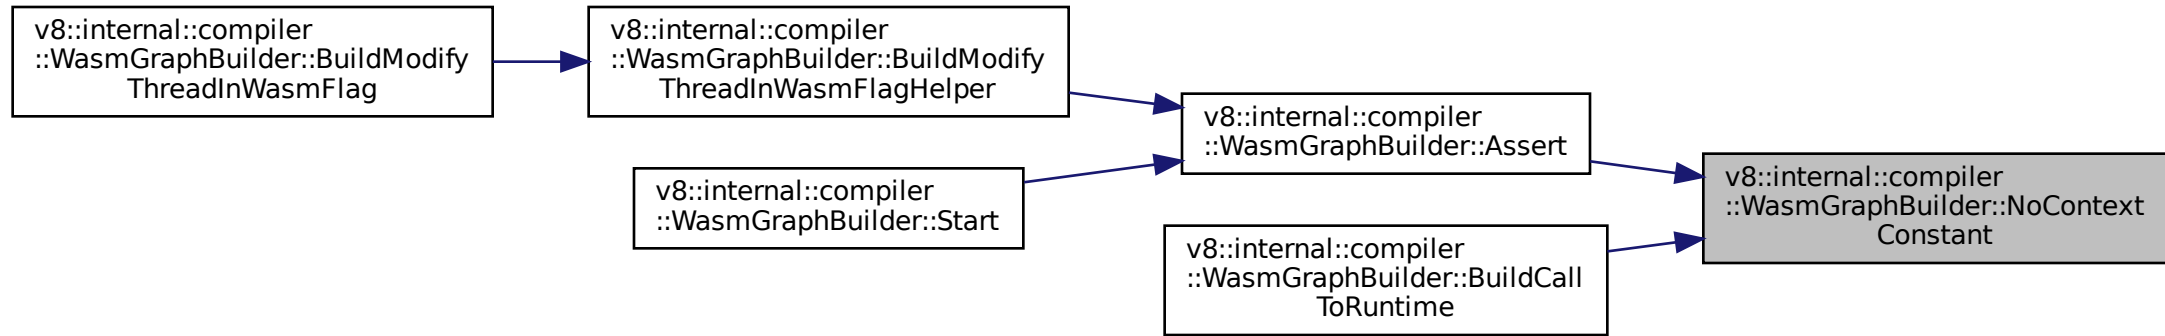 v8::internal::compiler
::WasmGraphBuilder::BuildModify
ThreadInWasmFlag
v8::internal::compiler
::WasmGraphBuilder::BuildModify
ThreadInWasmFlagHelper
v8::internal::compiler
::WasmGraphBuilder::Assert
v8::internal::compiler
::WasmGraphBuilder::Start
v8::internal::compiler
::WasmGraphBuilder::NoContext
Constant
v8::internal::compiler
::WasmGraphBuilder::BuildCall
ToRuntime